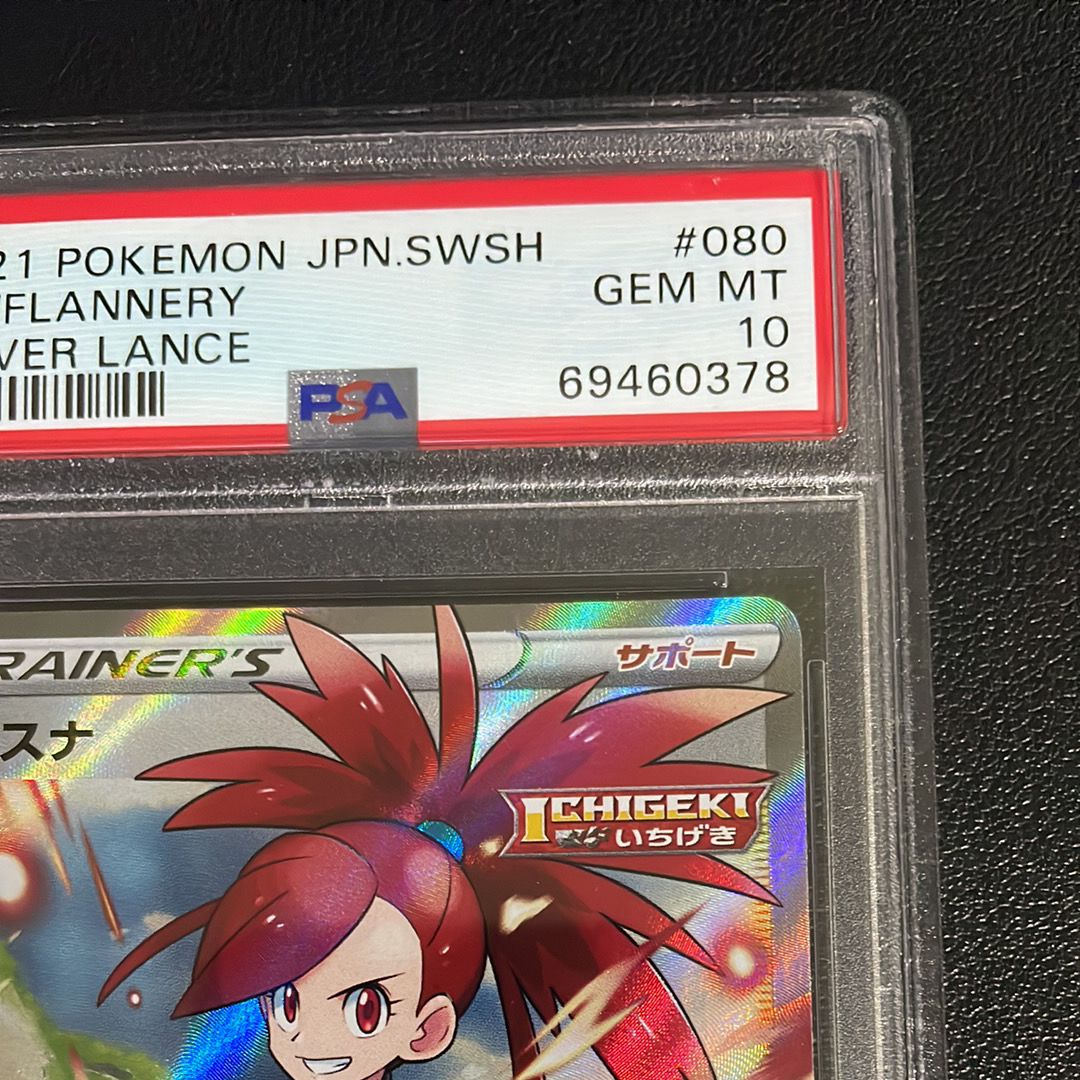 21 POKEMON JPN.SWSH #080
FLANNERY GEM MT
VER LANCE 10
69460378
PSA
RAINER'S サポート
スナ
ICHIGEKI
いちげき